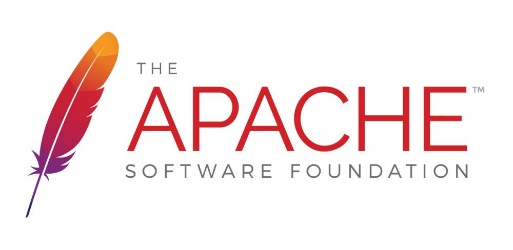 THE
APACHE™
SOFTWARE FOUNDATION